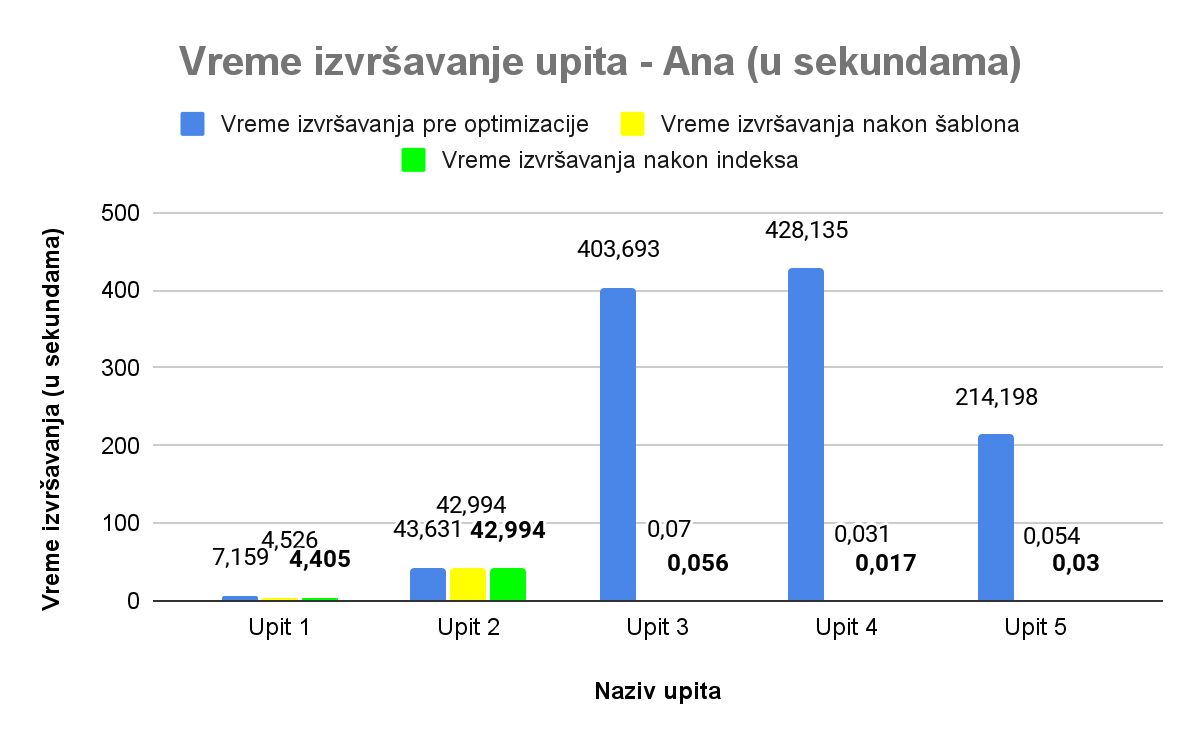 Vreme izvršavanje upita - Ana (u sekundama)
Vreme izvršavanja pre optimizacije
Vreme izvršavanja nakon šablona
Vreme izvršavanja nakon indeksa
Vreme izvršavanja (u sekundama)
500
400
300
200
100
0
7,159
4,526
4,405
43,631
42,994
42,994
403,693
0,07
0,056
428,135
0,031
0,017
214,198
0,054
0,03
Upit 1
Upit 2
Upit 3
Upit 4
Upit 5
Naziv upita